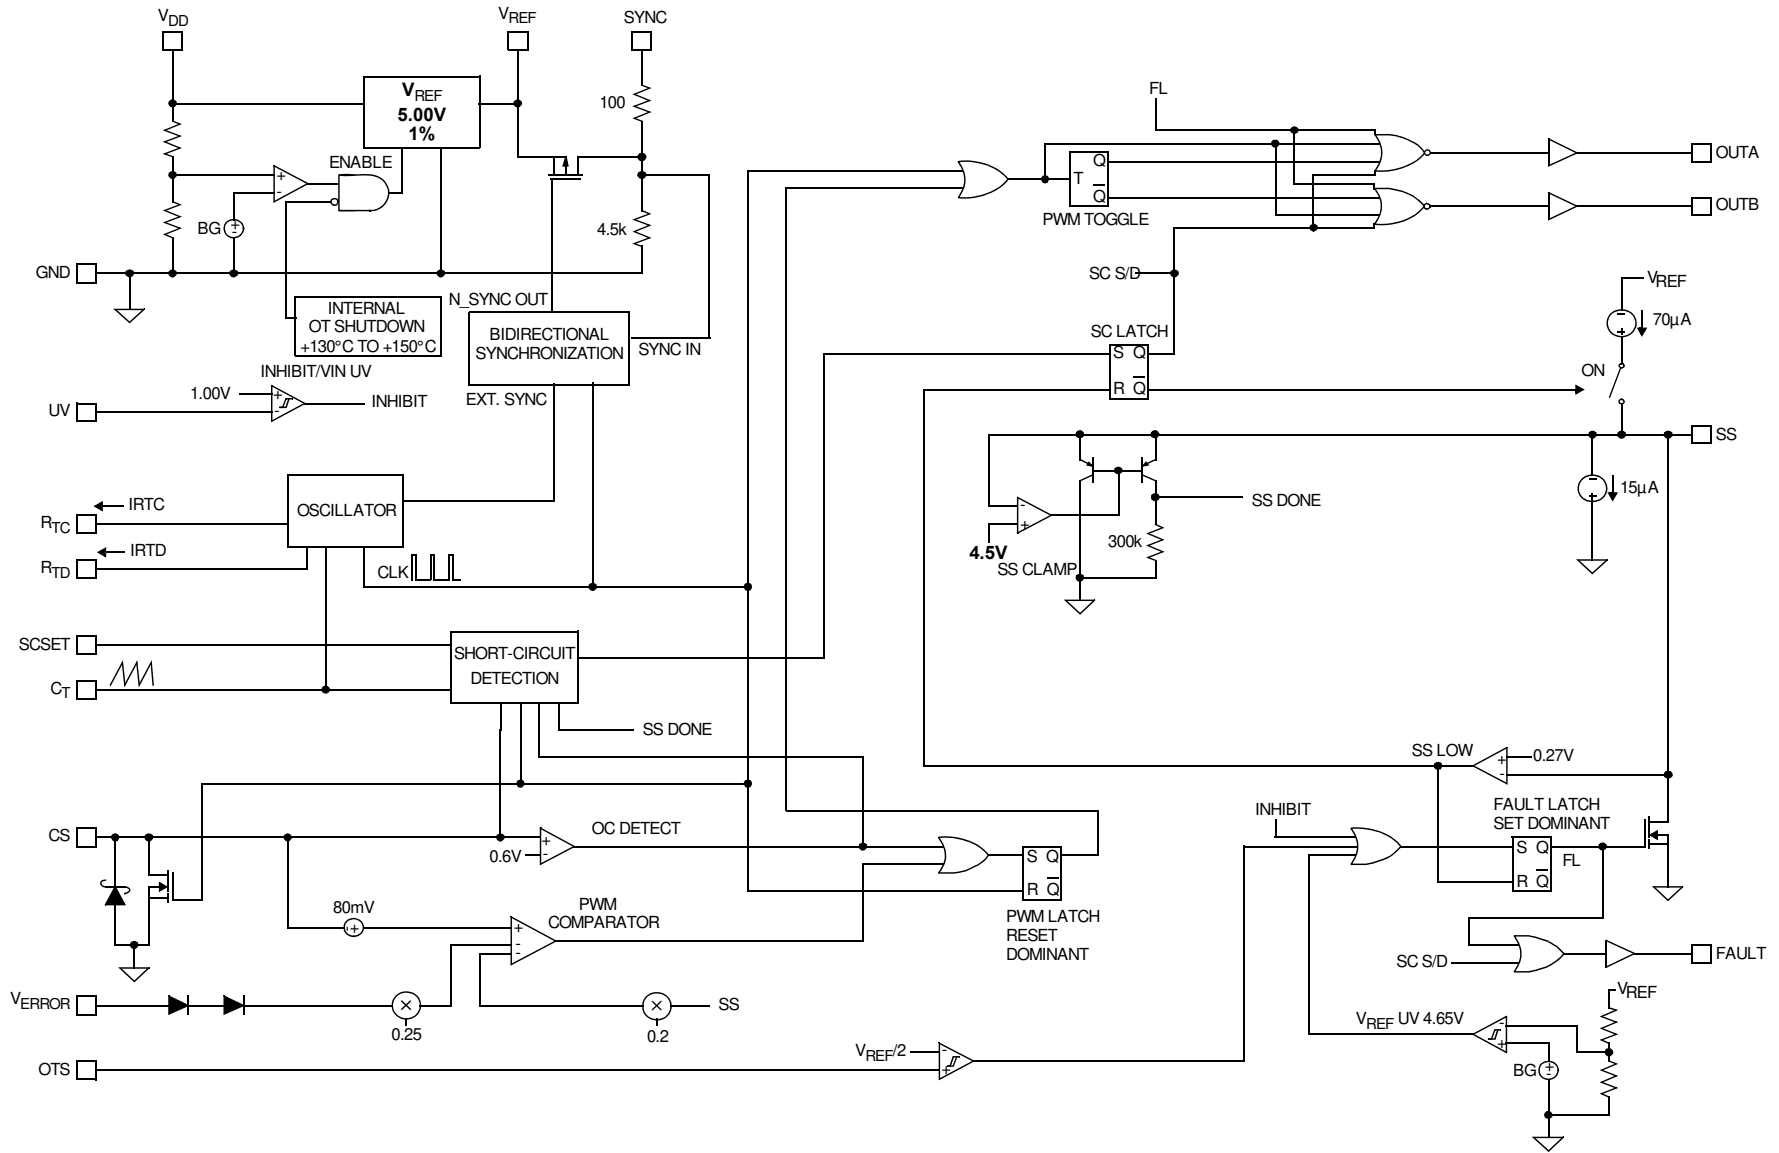 VDD
VREF
SYNC
VREF
5.00V
1%
100
FL
ENABLE
+
-
Q
T
Q
PWM TOGGLE
OUTA
OUTB
BG
4.5k
GND
SC S/D
VREF
N_SYNC OUT
INTERNAL
OT SHUTDOWN
+130°C TO +150°C
BIDIRECTIONAL
SYNCHRONIZATION
SYNC IN
70µA
SC LATCH
S Q
R Q
ON
INHIBIT/VIN UV
1.00V
+
-
INHIBIT
UV
EXT. SYNC
SS
OSCILLATOR
IRTC
RTC
IRTD
RTD
CLK
-
+
4.5V
SS CLAMP
300k
SS DONE
15µA
SCSET
CT
SHORT-CIRCUIT
DETECTION
SS DONE
SS LOW
+
-
0.27V
CS
+
-
0.6V
OC DETECT
INHIBIT
FAULT LATCH
SET DOMINANT
S Q
R Q
FL
S Q
R Q
PWM LATCH
RESET
DOMINANT
80mV
PWM
COMPARATOR
+
-
-
SC S/D
FAULT
VERROR
0.25
0.2
SS
VREF
VREF UV 4.65V
-
+
BG
VREF/2
-
+
OTS